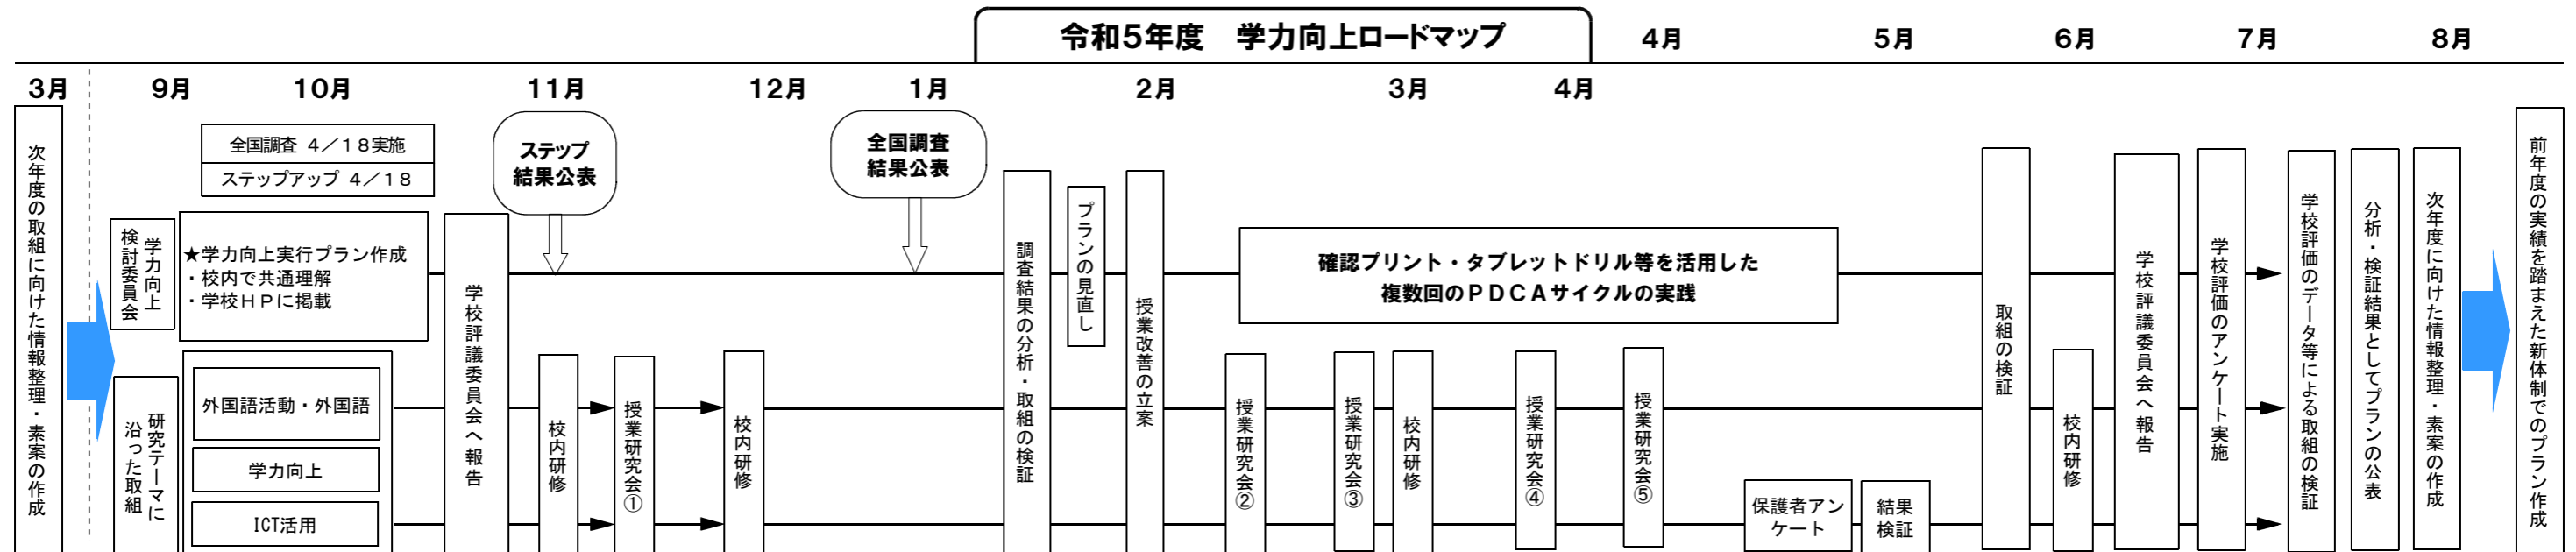 令和5年度　学力向上ロードマップ
4月
5月
6月
7月
8月
3月
9月
10月
11月
12月
1月
2月
3月
4月
次年度の取組に向けた情報整理・素案の作成
全国調査 4／18実施
ステップアップ 4／18
学力向上
検討委員会
★学力向上実行プラン作成
・校内で共通理解
・学校ＨＰに掲載
研究テーマに
沿った取組
外国語活動・外国語
学力向上
ICT活用
学校評議委員会へ報告
ステップ
結果公表
校内研修
授業研究会①
校内研修
全国調査
結果公表
調査結果の分析・取組の検証
プランの見直し
授業改善の立案
確認プリント・タブレットドリル等を活用した
複数回のＰＤＣＡサイクルの実践
授業研究会②
授業研究会③
校内研修
授業研究会④
授業研究会⑤
保護者アン
ケート
結果
検証
取組の検証
校内研修
学校評議委員会へ報告
学校評価のアンケート実施
学校評価のデータ等による取組の検証
分析・検証結果としてプランの公表
次年度に向けた情報整理・素案の作成
前年度の実績を踏まえた新体制でのプラン作成